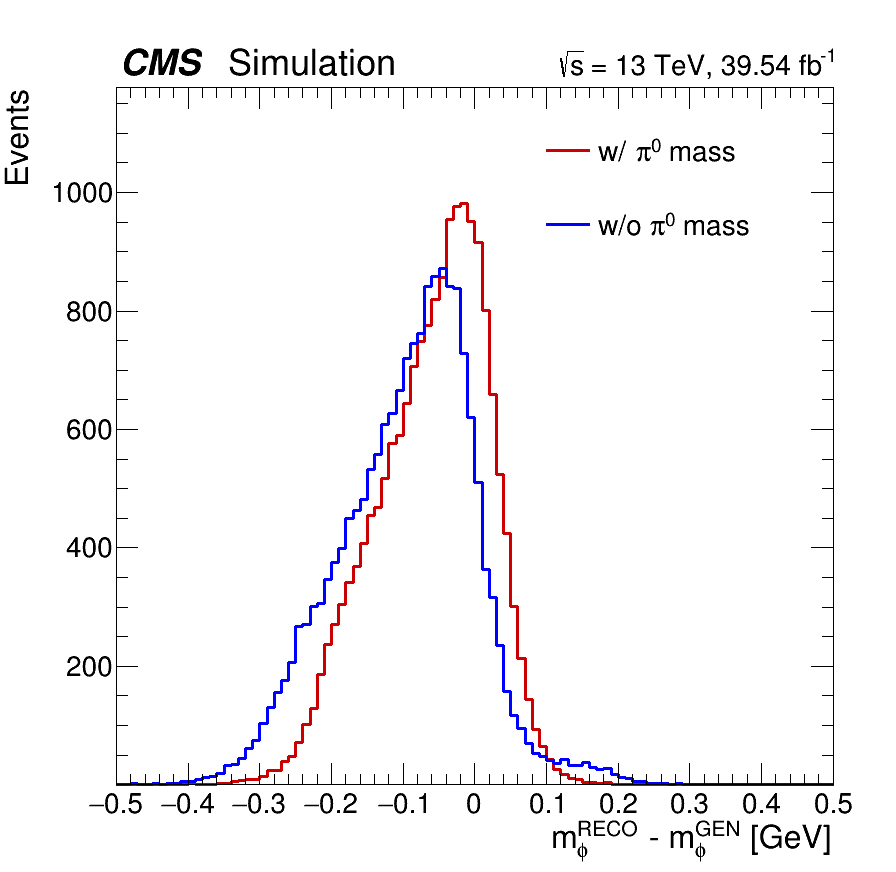 CMS Simulation
√s = 13 TeV, 39.54 fb⁻¹
Events
w/ π⁰ mass
w/o π⁰ mass
1000
800
600
400
200
−0.5 −0.4 −0.3 −0.2 −0.1 0 0.1 0.2 0.3 0.4 0.5
m_ϕ^RECO - m_ϕ^GEN [GeV]